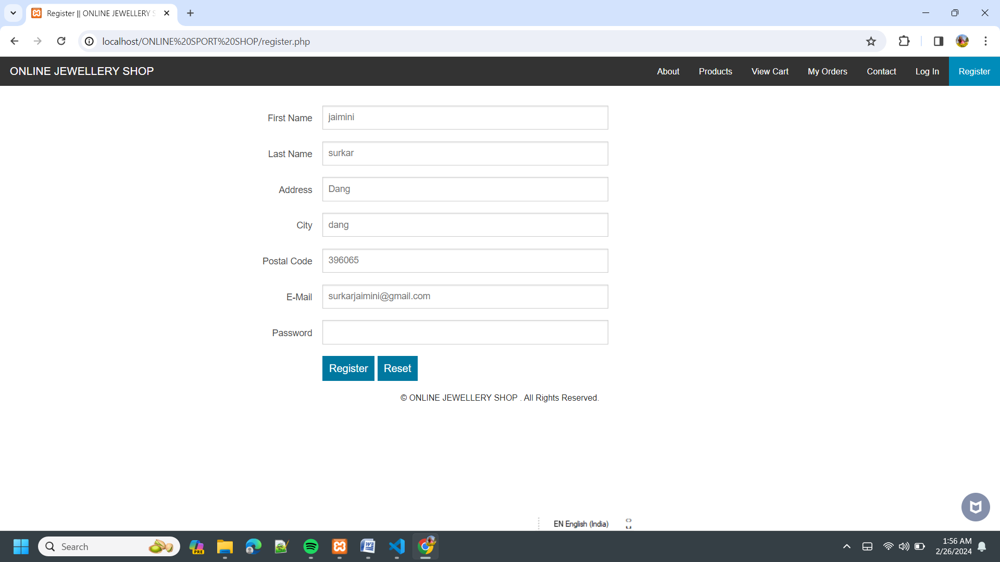 Register || ONLINE JEWELLERY S
localhost/ONLINE%20SPORT%20SHOP/register.php
ONLINE JEWELLERY SHOP
About
Products
View Cart
My Orders
Contact
Log In
Register
First Name
jaimini
Last Name
surkar
Address
Dang
City
dang
Postal Code
396065
E-Mail
surkarjaimini@gmail.com
Password
Register
Reset
© ONLINE JEWELLERY SHOP . All Rights Reserved.
EN English (India)
Search
PRE
1:56 AM
2/26/2024